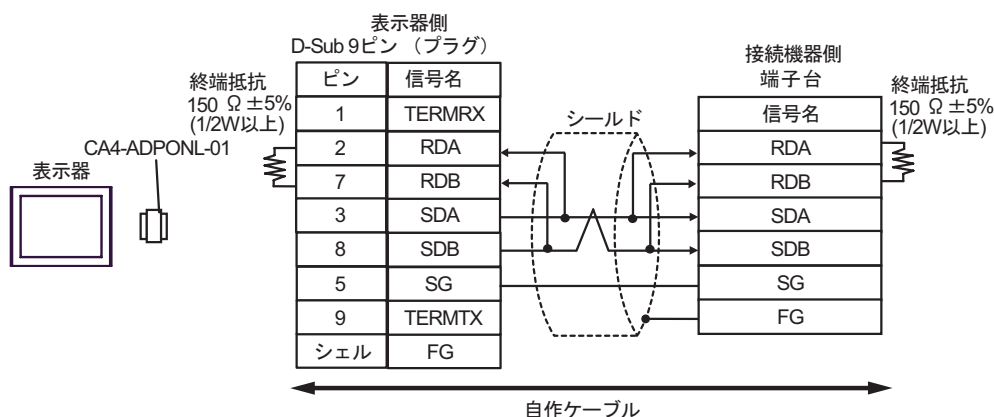 表示器側
D-Sub 9ピン （プラグ）
接続機器側
端子台
終端抵抗
150 Ω ±5%
(1/2W以上)
CA4-ADPONL-01
表示器
ピン 信号名
1 TERMRX
2 RDA
7 RDB
3 SDA
8 SDB
5 SG
9 TERMTX
シェル FG
シールド
信号名
RDA
RDB
SDA
SDB
SG
FG
終端抵抗
150 Ω ±5%
(1/2W以上)
自作ケーブル